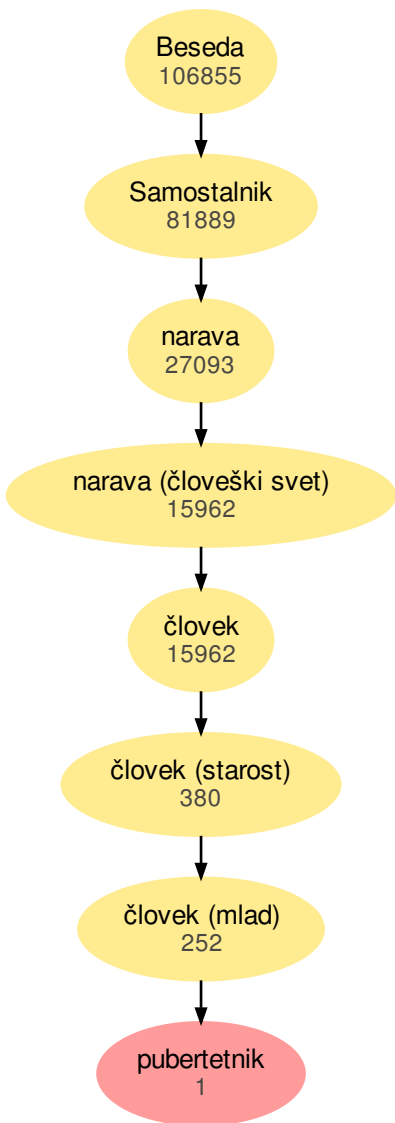 Beseda
106855
Samostalnik
81889
narava
27093
narava (človeški svet)
15962
človek
15962
človek (starost)
380
človek (mlad)
252
pubertetnik
1